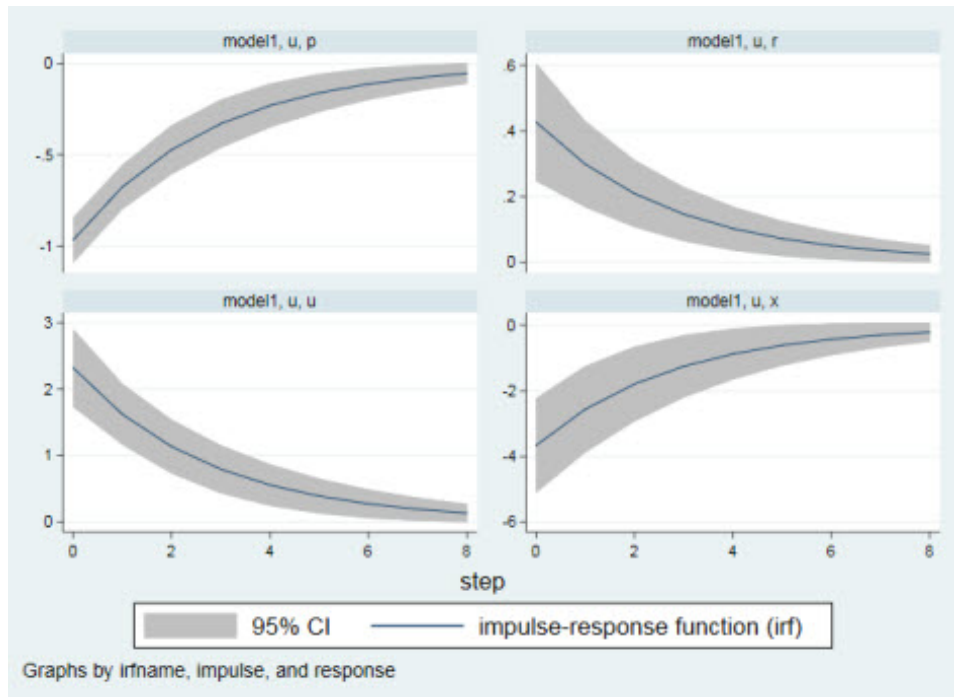 model1, u, p
model1, u, r
0
-.5
-1
.6
.4
.2
0
model1, u, u
model1, u, x
3
2
1
0
0
-2
-4
-6
0 2 4 6 8
0 2 4 6 8
step
95% CI
impulse-response function (irf)
Graphs by irfname, impulse, and response